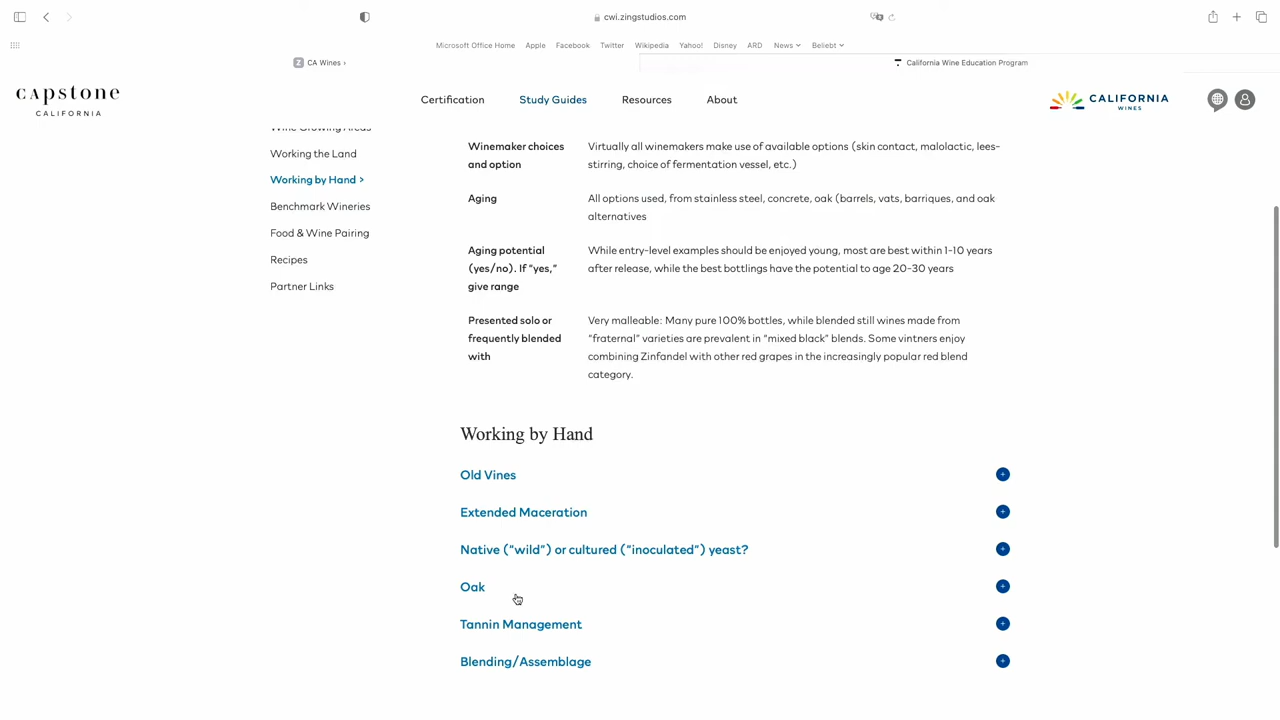 cwi.zingstudios.com
Microsoft Office Home Apple Facebook Twitter Wikipedia Yahoo! Disney ARD News Beliebt
CA Wines ›
California Wine Education Program
capstone
CALIFORNIA
Certification Study Guides Resources About
CALIFORNIA
WINES
Wine Growing Areas
Working the Land
Working by Hand >
Benchmark Wineries
Food & Wine Pairing
Recipes
Partner Links
Winemaker choices
and option
Virtually all winemakers make use of available options (skin contact, malolactic, lees-
stirring, choice of fermentation vessel, etc.)
Aging
All options used, from stainless steel, concrete, oak (barrels, vats, barriques, and oak
alternatives
Aging potential
(yes/no). If "yes,"
give range
While entry-level examples should be enjoyed young, most are best within 1-10 years
after release, while the best bottlings have the potential to age 20-30 years
Presented solo or
frequently blended
with
Very malleable: Many pure 100% bottles, while blended still wines made from
"fraternal" varieties are prevalent in "mixed black" blends. Some vintners enjoy
combining Zinfandel with other red grapes in the increasingly popular red blend
category.
Working by Hand
Old Vines
Extended Maceration
Native ("wild") or cultured ("inoculated") yeast?
Oak
Tannin Management
Blending/Assemblage